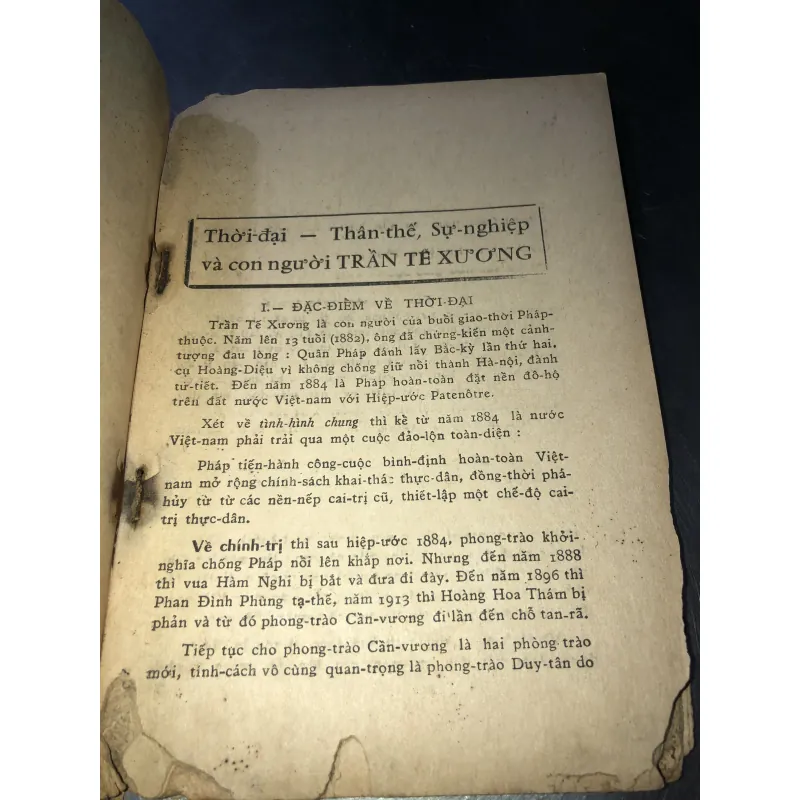 Thời-đại — Thân-thế, Sự-nghiệp
và con người TRẦN TẾ XƯƠNG
I.— ĐẶC-ĐIỂM VỀ THỜI-ĐẠI
Trần Tế Xương là con người của buổi giao-thời Pháp-
thuộc. Năm lên 13 tuổi (1882), ông đã chứng-kiến một cảnh-
tượng đau lòng : Quân Pháp đánh lấy Bắc-kỳ lần thứ hai,
cụ Hoàng-Diệu vì không chống giữ nổi thành Hà-nội, đành
tử-tiết. Đến năm 1884 là Pháp hoàn-toàn đặt nền đô-hộ
trên đất nước Việt-nam với Hiệp-ước Patenôtre.
Xét về tình-hình chung thì kể từ năm 1884 là nước
Việt-nam phải trải qua một cuộc đảo-lộn toàn-diện :
Pháp tiến-hành công-cuộc bình-định hoàn-toàn Việt-
nam mở rộng chính-sách khai-thá: thực-dân, đồng-thời phá-
hủy từ từ các nền-nếp cai-trị cũ, thiết-lập một chế-độ cai-
trị thực-dân.
Về chính-trị thì sau hiệp-ước 1884, phong-trào khởi-
nghĩa chống Pháp nổi lên khắp nơi. Nhưng đến năm 1888
thì vua Hàm Nghi bị bắt và đưa đi đày. Đến năm 1896 thì
Phan Đình Phùng tạ-thế, năm 1913 thì Hoàng Hoa Thám bị
phản và từ đó phong-trào Cần-vương đi lần đến chỗ tan-rã.
Tiếp tục cho phong-trào Cần-vương là hai phòng trào
mới, tính-cách vô cùng quan-trọng là phong-trào Duy-tân do